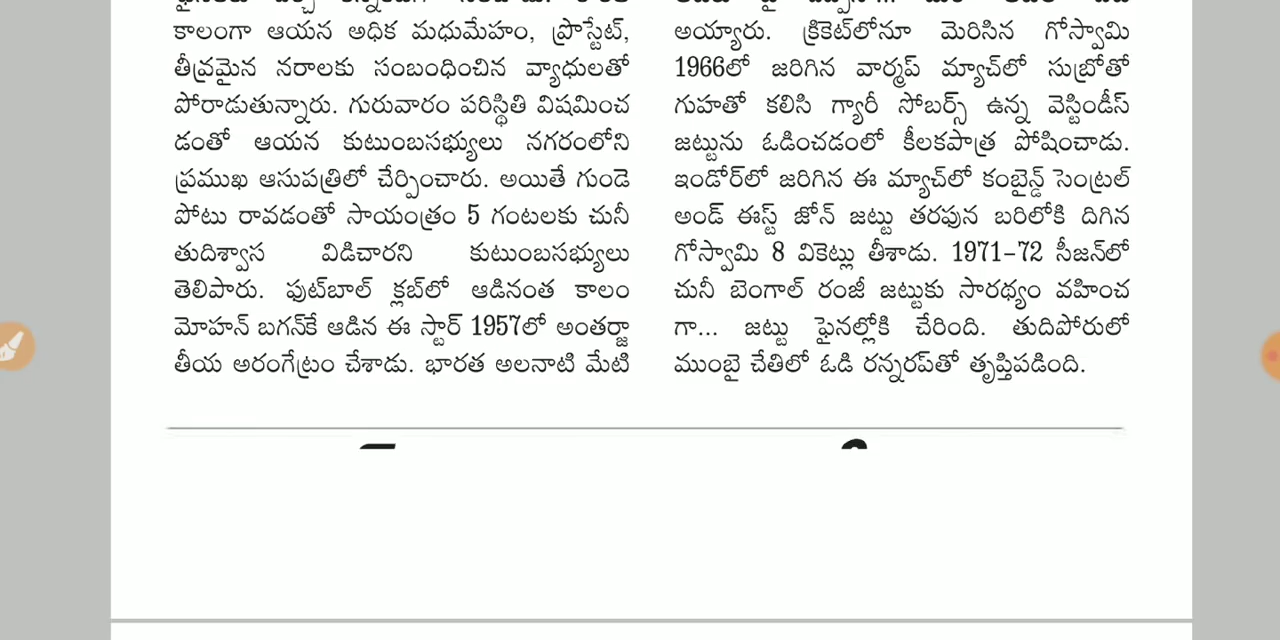 కాలంగా ఆయన అధిక మధుమేహం, ప్రొస్టేట్,
తీవ్రమైన నరాలకు సంబంధించిన వ్యాధులతో
పోరాడుతున్నారు. గురువారం పరిస్థితి విషమించ
డంతో ఆయన కుటుంబసభ్యులు నగరంలోని
ప్రముఖ ఆసుపత్రిలో చేర్పించారు. అయితే గుండె
పోటు రావడంతో సాయంత్రం 5 గంటలకు చునీ
తుదిశ్వాస విడిచారని కుటుంబసభ్యులు
తెలిపారు. ఫుట్‌బాల్ క్లబ్‌లో ఆడినంత కాలం
మోహన్ బగన్‌కే ఆడిన ఈ స్టార్ 1957లో అంతర్జా
తీయ అరంగేట్రం చేశాడు. భారత అలనాటి మేటి
అయ్యారు. క్రికెట్‌లోనూ మెరిసిన గోస్వామి
1966లో జరిగిన వార్మప్ మ్యాచ్‌లో సుబ్రోతో
గుహతో కలిసి గ్యారీ సోబర్స్ ఉన్న వెస్టిండీస్
జట్టును ఓడించడంలో కీలకపాత్ర పోషించాడు.
ఇండోర్‌లో జరిగిన ఈ మ్యాచ్‌లో కంబైన్డ్ సెంట్రల్
అండ్ ఈస్ట్ జోన్ జట్టు తరఫున బరిలోకి దిగిన
గోస్వామి 8 వికెట్లు తీశాడు. 1971–72 సీజన్‌లో
చునీ బెంగాల్ రంజీ జట్టుకు సారథ్యం వహించ
గా... జట్టు ఫైనల్లోకి చేరింది. తుదిపోరులో
ముంబై చేతిలో ఓడి రన్నరప్‌తో తృప్తిపడింది.